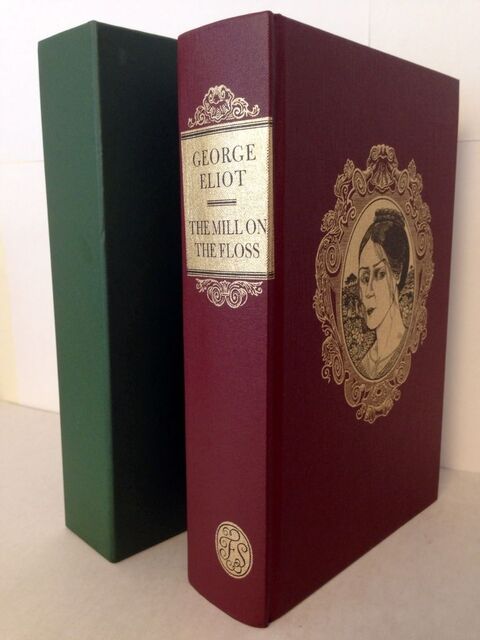 GEORGE
ELIOT
THE MILL ON
THE FLOSS
FS